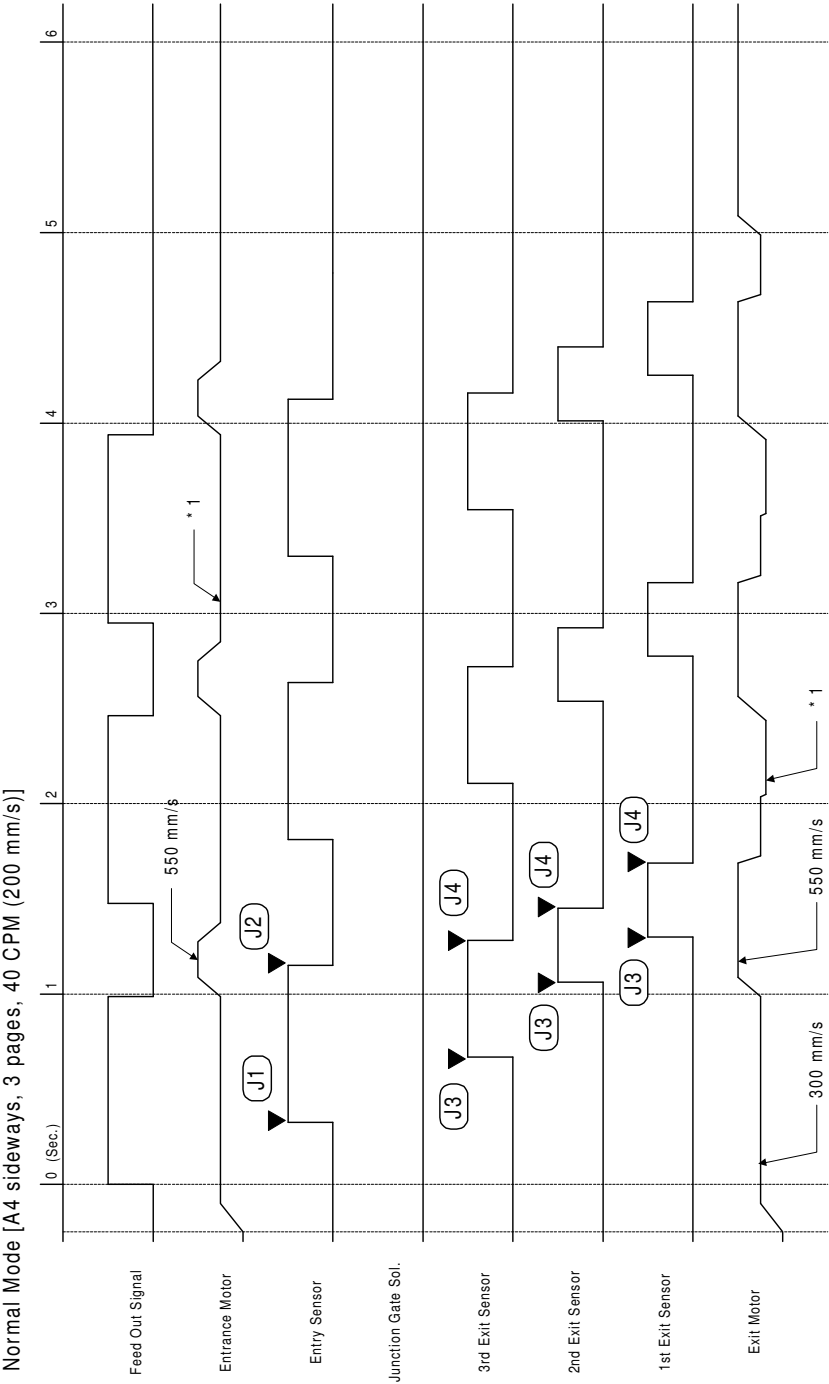 Normal Mode [A4 sideways, 3 pages, 40 CPM (200 mm/s)]
0 (Sec.)
1
2
3
4
5
6
Feed Out Signal
Entrance Motor
550 mm/s
* 1
Entry Sensor
J1
J2
Junction Gate Sol.
3rd Exit Sensor
J3
J4
2nd Exit Sensor
J3
J4
1st Exit Sensor
J3
J4
Exit Motor
300 mm/s
550 mm/s
* 1